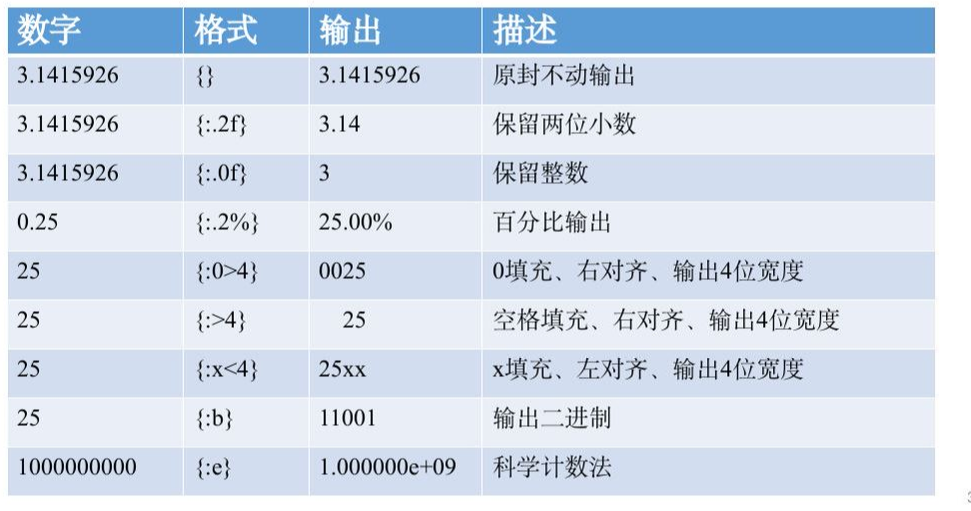 数字 格式 输出 描述
3.1415926 {} 3.1415926 原封不动输出
3.1415926 {:.2f} 3.14 保留两位小数
3.1415926 {:.0f} 3 保留整数
0.25 {:.2%} 25.00% 百分比输出
25 {:0>4} 0025 0填充、右对齐、输出4位宽度
25 {:>4} 25 空格填充、右对齐、输出4位宽度
25 {:x<4} 25xx x填充、左对齐、输出4位宽度
25 {:b} 11001 输出二进制
1000000000 {:e} 1.000000e+09 科学计数法